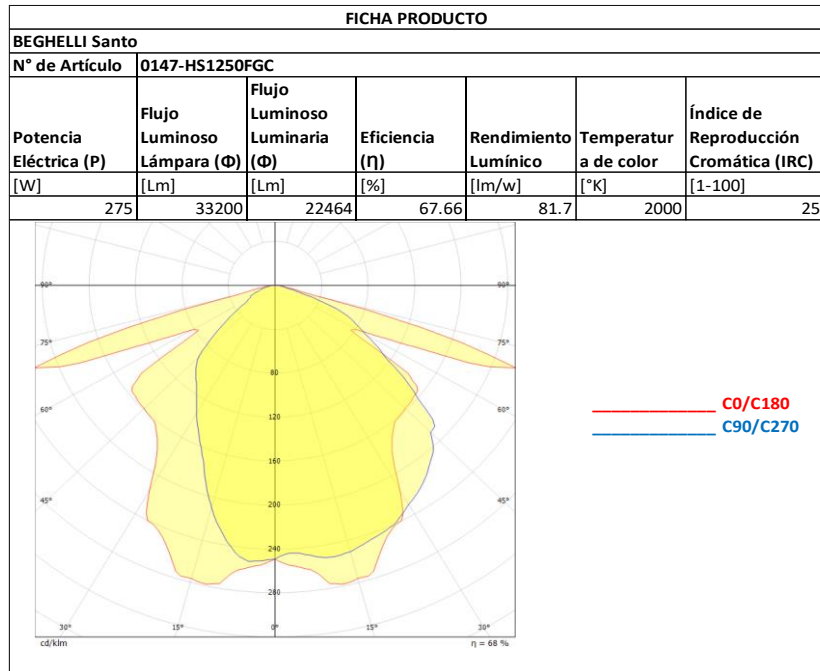 FICHA PRODUCTO
BEGHELLI Santo
N° de Artículo 0147-HS1250FGC
Potencia Eléctrica (P)
Flujo Luminoso Lámpara (Φ)
Flujo Luminoso Luminaria (Φ)
Eficiencia (η)
Rendimiento Lumínico
Temperatur a de color
Índice de Reproducción Cromática (IRC)
[W] [Lm] [Lm] [%] [lm/w] [°K] [1-100]
275 33200 22464 67.66 81.7 2000 25
90° 90°
75° 75°
80
C0/C180
60° 60°
120
C90/C270
160
45° 45°
200
240
280
30° 15° 0° 15° 30°
cd/klm η = 68 %